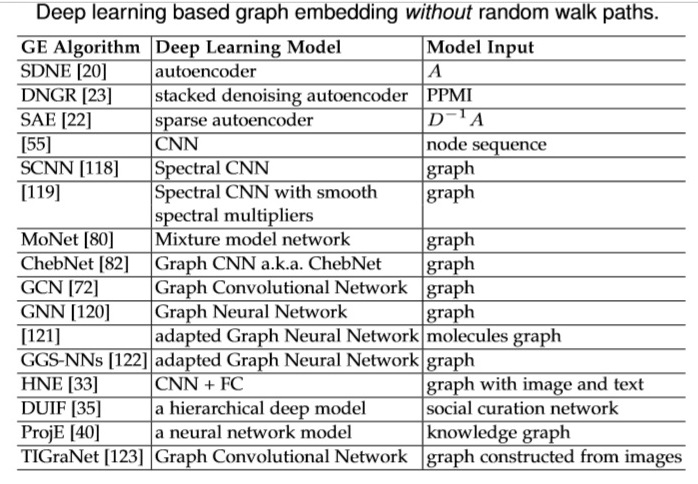 Deep learning based graph embedding without random walk paths.
GE Algorithm Deep Learning Model Model Input
SDNE [20] autoencoder A
DNGR [23] stacked denoising autoencoder PPMI
SAE [22] sparse autoencoder D⁻¹A
[55] CNN node sequence
SCNN [118] Spectral CNN graph
[119] Spectral CNN with smooth graph
spectral multipliers
MoNet [80] Mixture model network graph
ChebNet [82] Graph CNN a.k.a. ChebNet graph
GCN [72] Graph Convolutional Network graph
GNN [120] Graph Neural Network graph
[121] adapted Graph Neural Network molecules graph
GGS-NNs [122] adapted Graph Neural Network graph
HNE [33] CNN + FC graph with image and text
DUIF [35] a hierarchical deep model social curation network
ProjE [40] a neural network model knowledge graph
TIGraNet [123] Graph Convolutional Network graph constructed from images